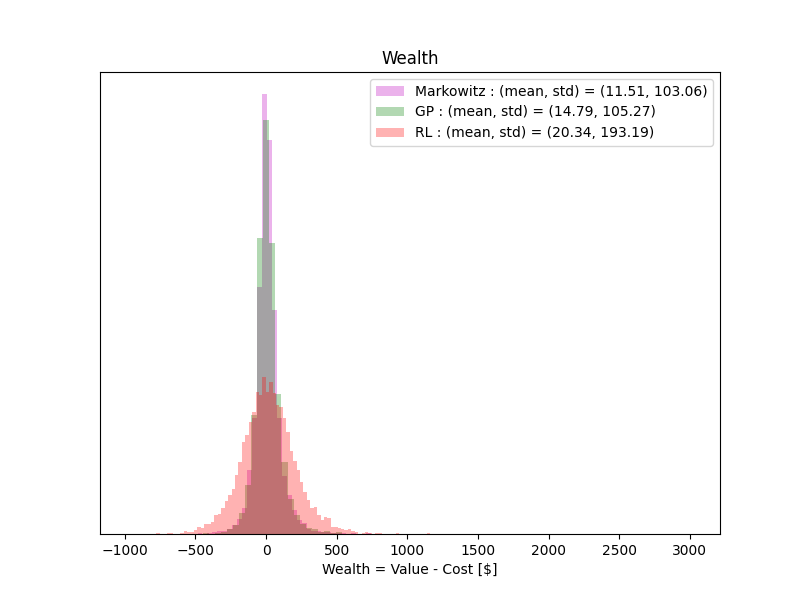 Wealth
Markowitz : (mean, std) = (11.51, 103.06)
GP : (mean, std) = (14.79, 105.27)
RL : (mean, std) = (20.34, 193.19)
−1000 −500 0 500 1000 1500 2000 2500 3000
Wealth = Value - Cost [$]